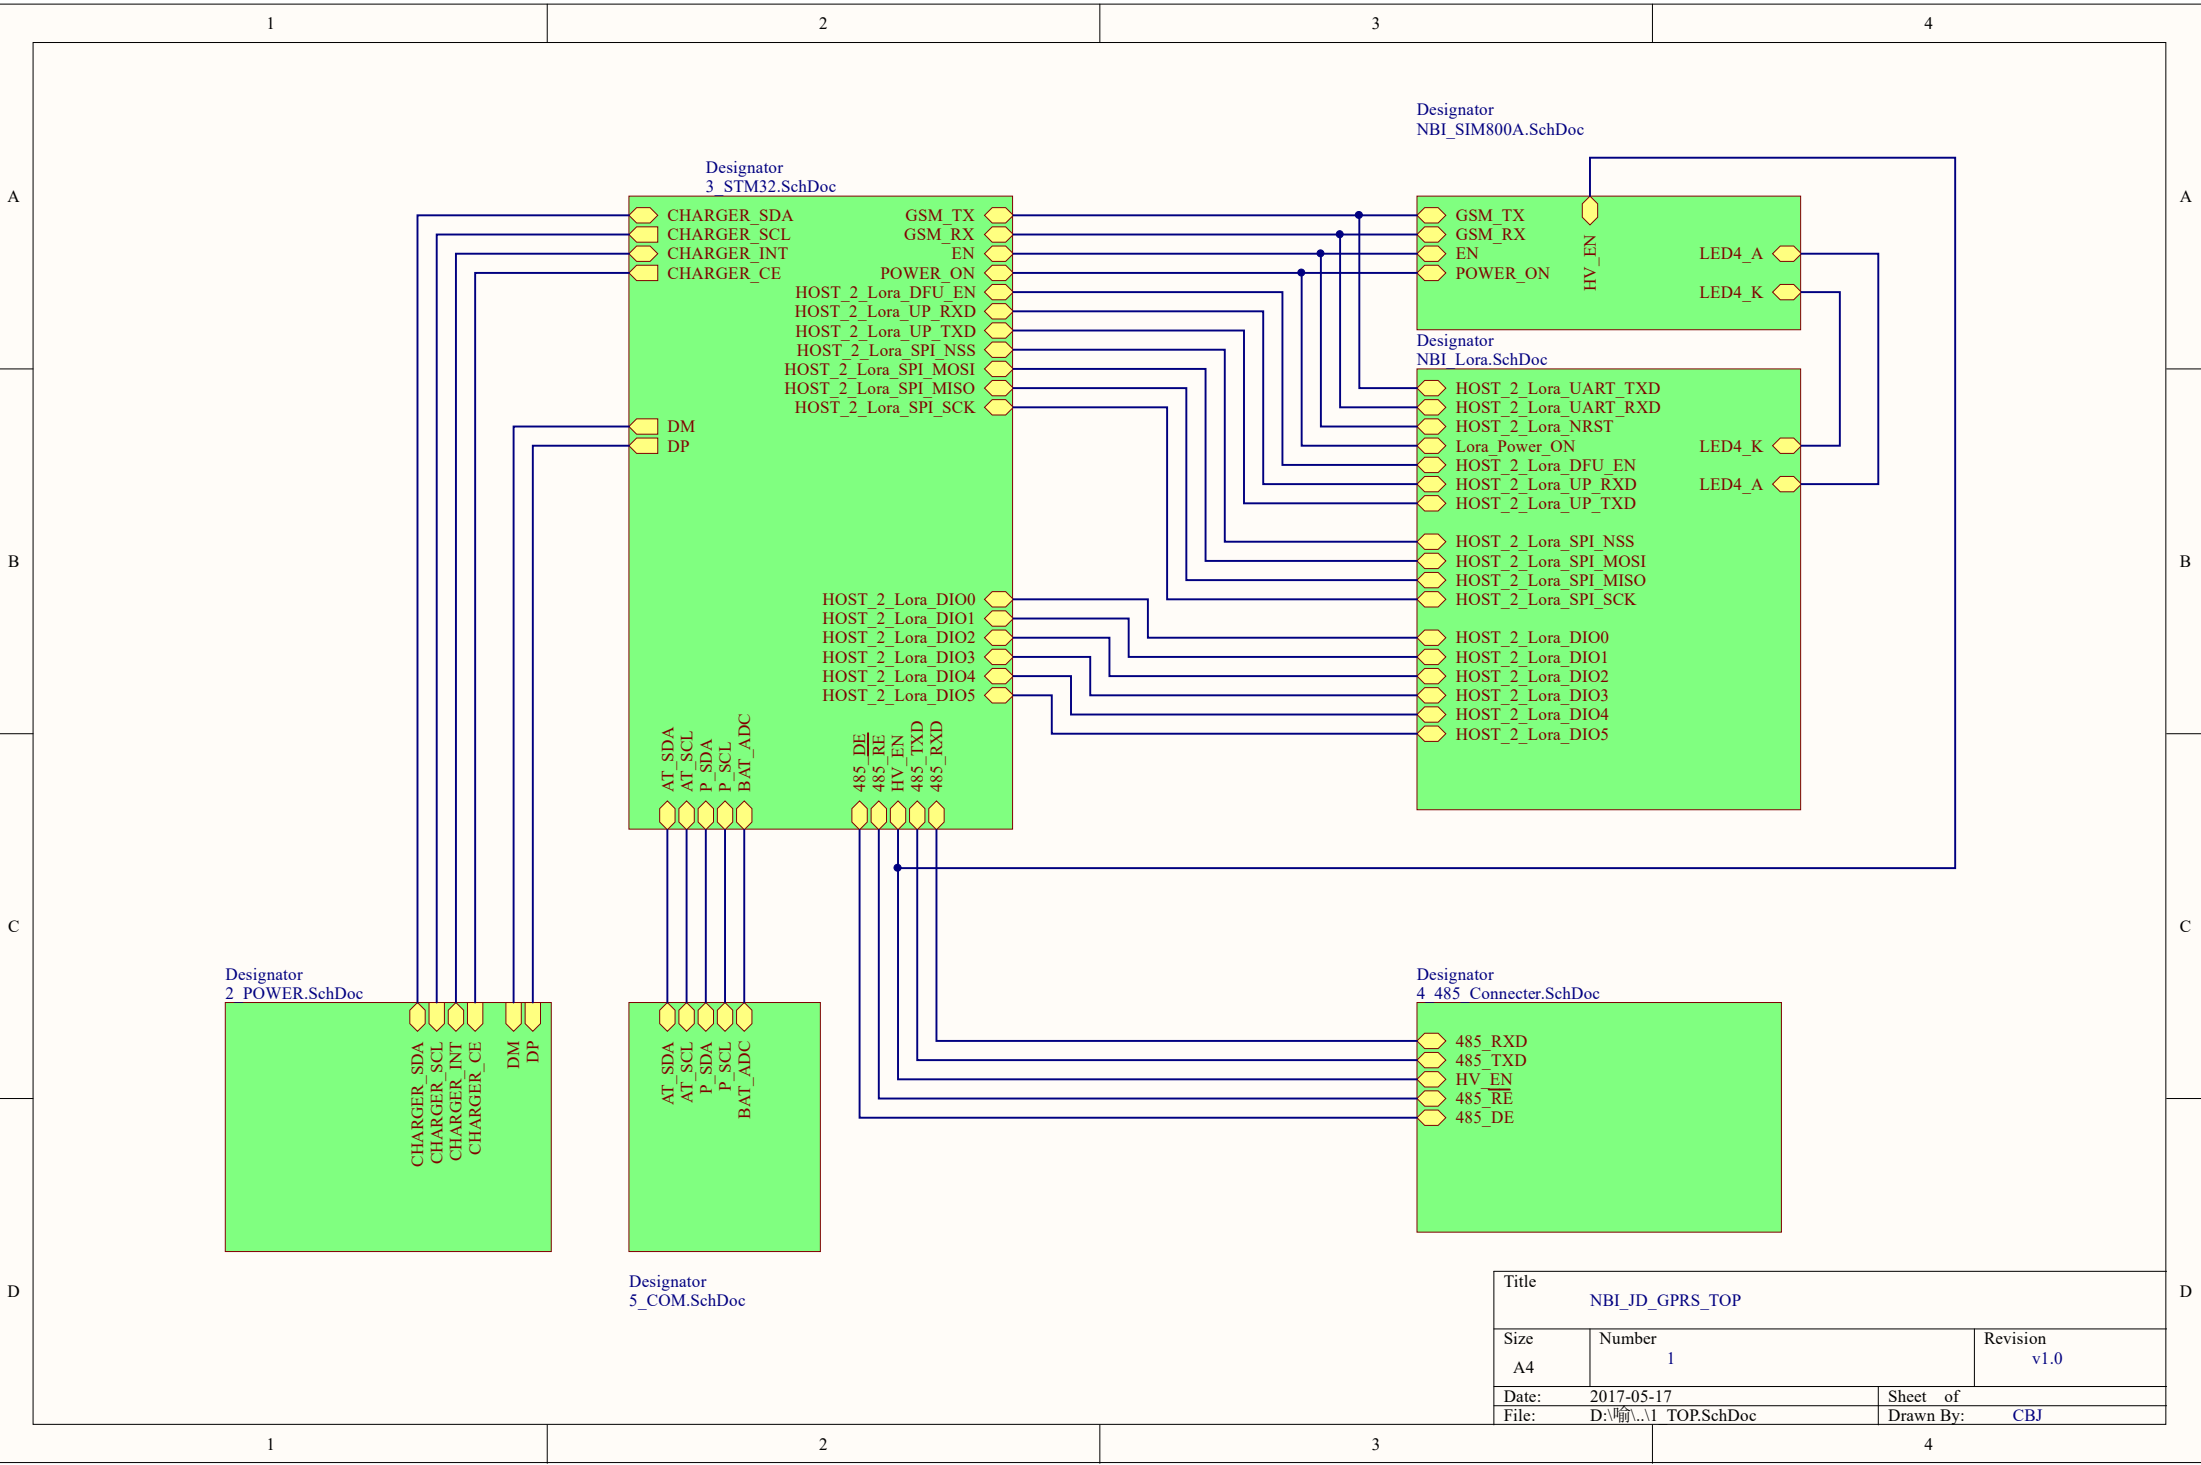 1 2 3 4
A A
B B
C C
D D
Designator
NBI_SIM800A.SchDoc
GSM_TX
GSM_RX
EN
POWER_ON
HV_EN
LED4_A
LED4_K
Designator
3_STM32.SchDoc
CHARGER_SDA
CHARGER_SCL
CHARGER_INT
CHARGER_CE
DM
DP
GSM_TX
GSM_RX
EN
POWER_ON
HOST_2_Lora_DFU_EN
HOST_2_Lora_UP_RXD
HOST_2_Lora_UP_TXD
HOST_2_Lora_SPI_NSS
HOST_2_Lora_SPI_MOSI
HOST_2_Lora_SPI_MISO
HOST_2_Lora_SPI_SCK
HOST_2_Lora_DIO0
HOST_2_Lora_DIO1
HOST_2_Lora_DIO2
HOST_2_Lora_DIO3
HOST_2_Lora_DIO4
HOST_2_Lora_DIO5
AT_SDA
AT_SCL
P_SDA
P_SCL
BAT_ADC
485_DE
485_RE
HV_EN
485_TXD
485_RXD
Designator
NBI_Lora.SchDoc
HOST_2_Lora_UART_TXD
HOST_2_Lora_UART_RXD
HOST_2_Lora_NRST
Lora_Power_ON
HOST_2_Lora_DFU_EN
HOST_2_Lora_UP_RXD
HOST_2_Lora_UP_TXD
HOST_2_Lora_SPI_NSS
HOST_2_Lora_SPI_MOSI
HOST_2_Lora_SPI_MISO
HOST_2_Lora_SPI_SCK
HOST_2_Lora_DIO0
HOST_2_Lora_DIO1
HOST_2_Lora_DIO2
HOST_2_Lora_DIO3
HOST_2_Lora_DIO4
HOST_2_Lora_DIO5
LED4_K
LED4_A
Designator
2_POWER.SchDoc
CHARGER_SDA
CHARGER_SCL
CHARGER_INT
CHARGER_CE
DM
DP
AT_SDA
AT_SCL
P_SDA
P_SCL
BAT_ADC
Designator
5_COM.SchDoc
Designator
4_485_Connecter.SchDoc
485_RXD
485_TXD
HV_EN
485_RE
485_DE
Title
NBI_JD_GPRS_TOP
Size Number Revision
A4 1 v1.0
Date: 2017-05-17 Sheet of
File: D:\喻\..\1_TOP.SchDoc Drawn By: CBJ
1 2 3 4